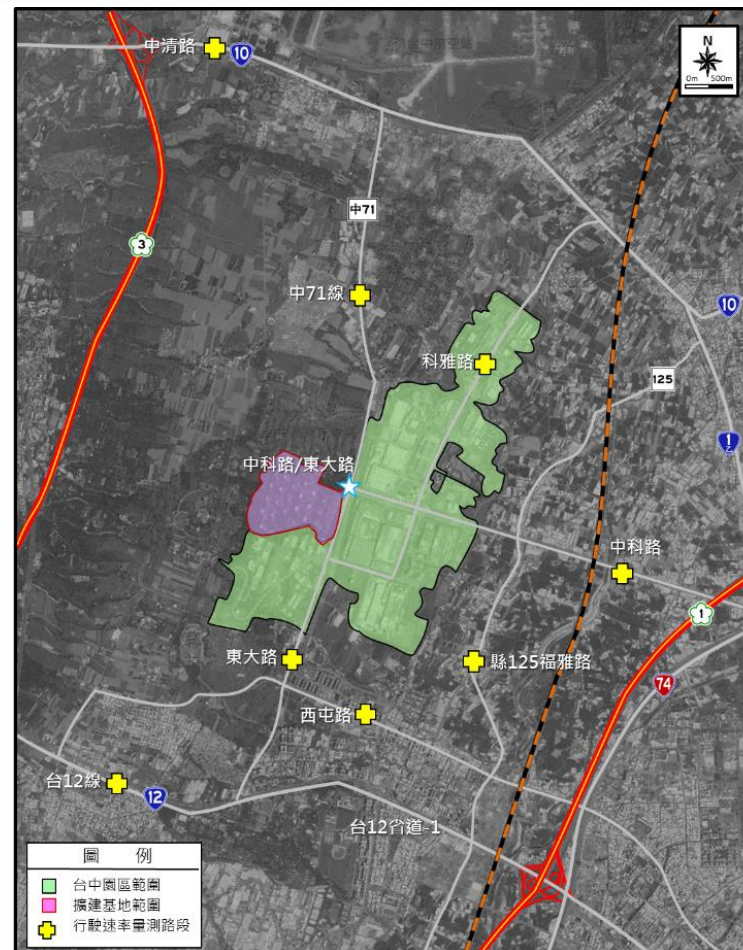 中清路
10
N
0m 500m
中71
3
中71線
10
科雅路
125
1
乙
中科路/東大路
中科路
1
東大路
縣125福雅路
74
西屯路
台12線
12
台12省道-1
圖 例
台中園區範圍
擴建基地範圍
行駛速率量測路段